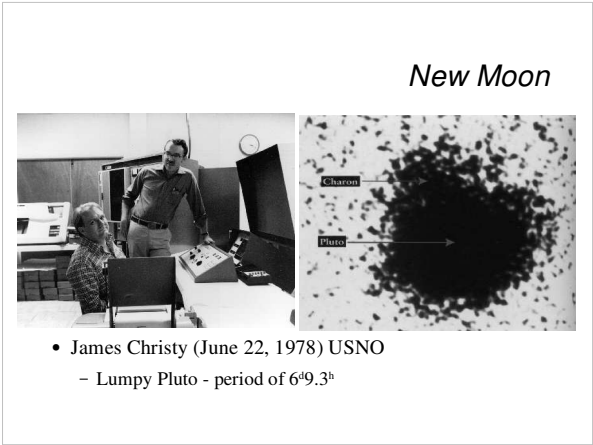 New Moon
Charon
Pluto
• James Christy (June 22, 1978) USNO
– Lumpy Pluto - period of 6ᵈ9.3ʰ